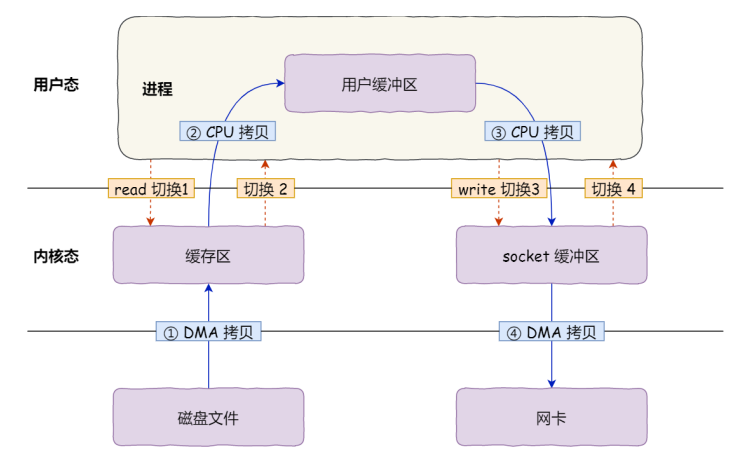 用户态
进程
用户缓冲区
② CPU 拷贝
③ CPU 拷贝
read 切换1
切换 2
write 切换3
切换 4
内核态
缓存区
socket 缓冲区
① DMA 拷贝
④ DMA 拷贝
磁盘文件
网卡